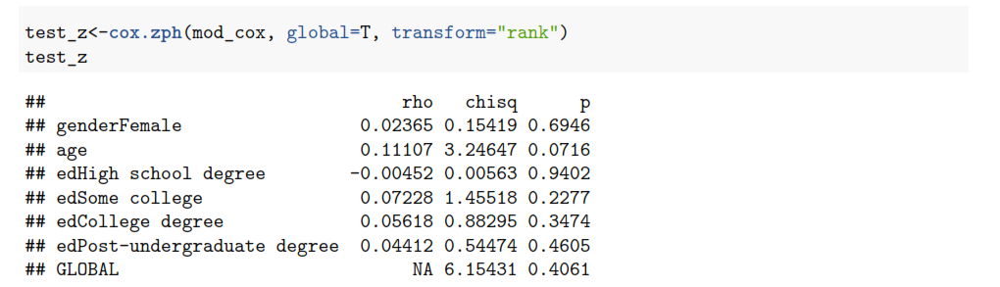 test_z<-cox.zph(mod_cox, global=T, transform="rank")
test_z
## rho chisq p
## genderFemale 0.02365 0.15419 0.6946
## age 0.11107 3.24647 0.0716
## edHigh school degree -0.00452 0.00563 0.9402
## edSome college 0.07228 1.45518 0.2277
## edCollege degree 0.05618 0.88295 0.3474
## edPost-undergraduate degree 0.04412 0.54474 0.4605
## GLOBAL NA 6.15431 0.4061